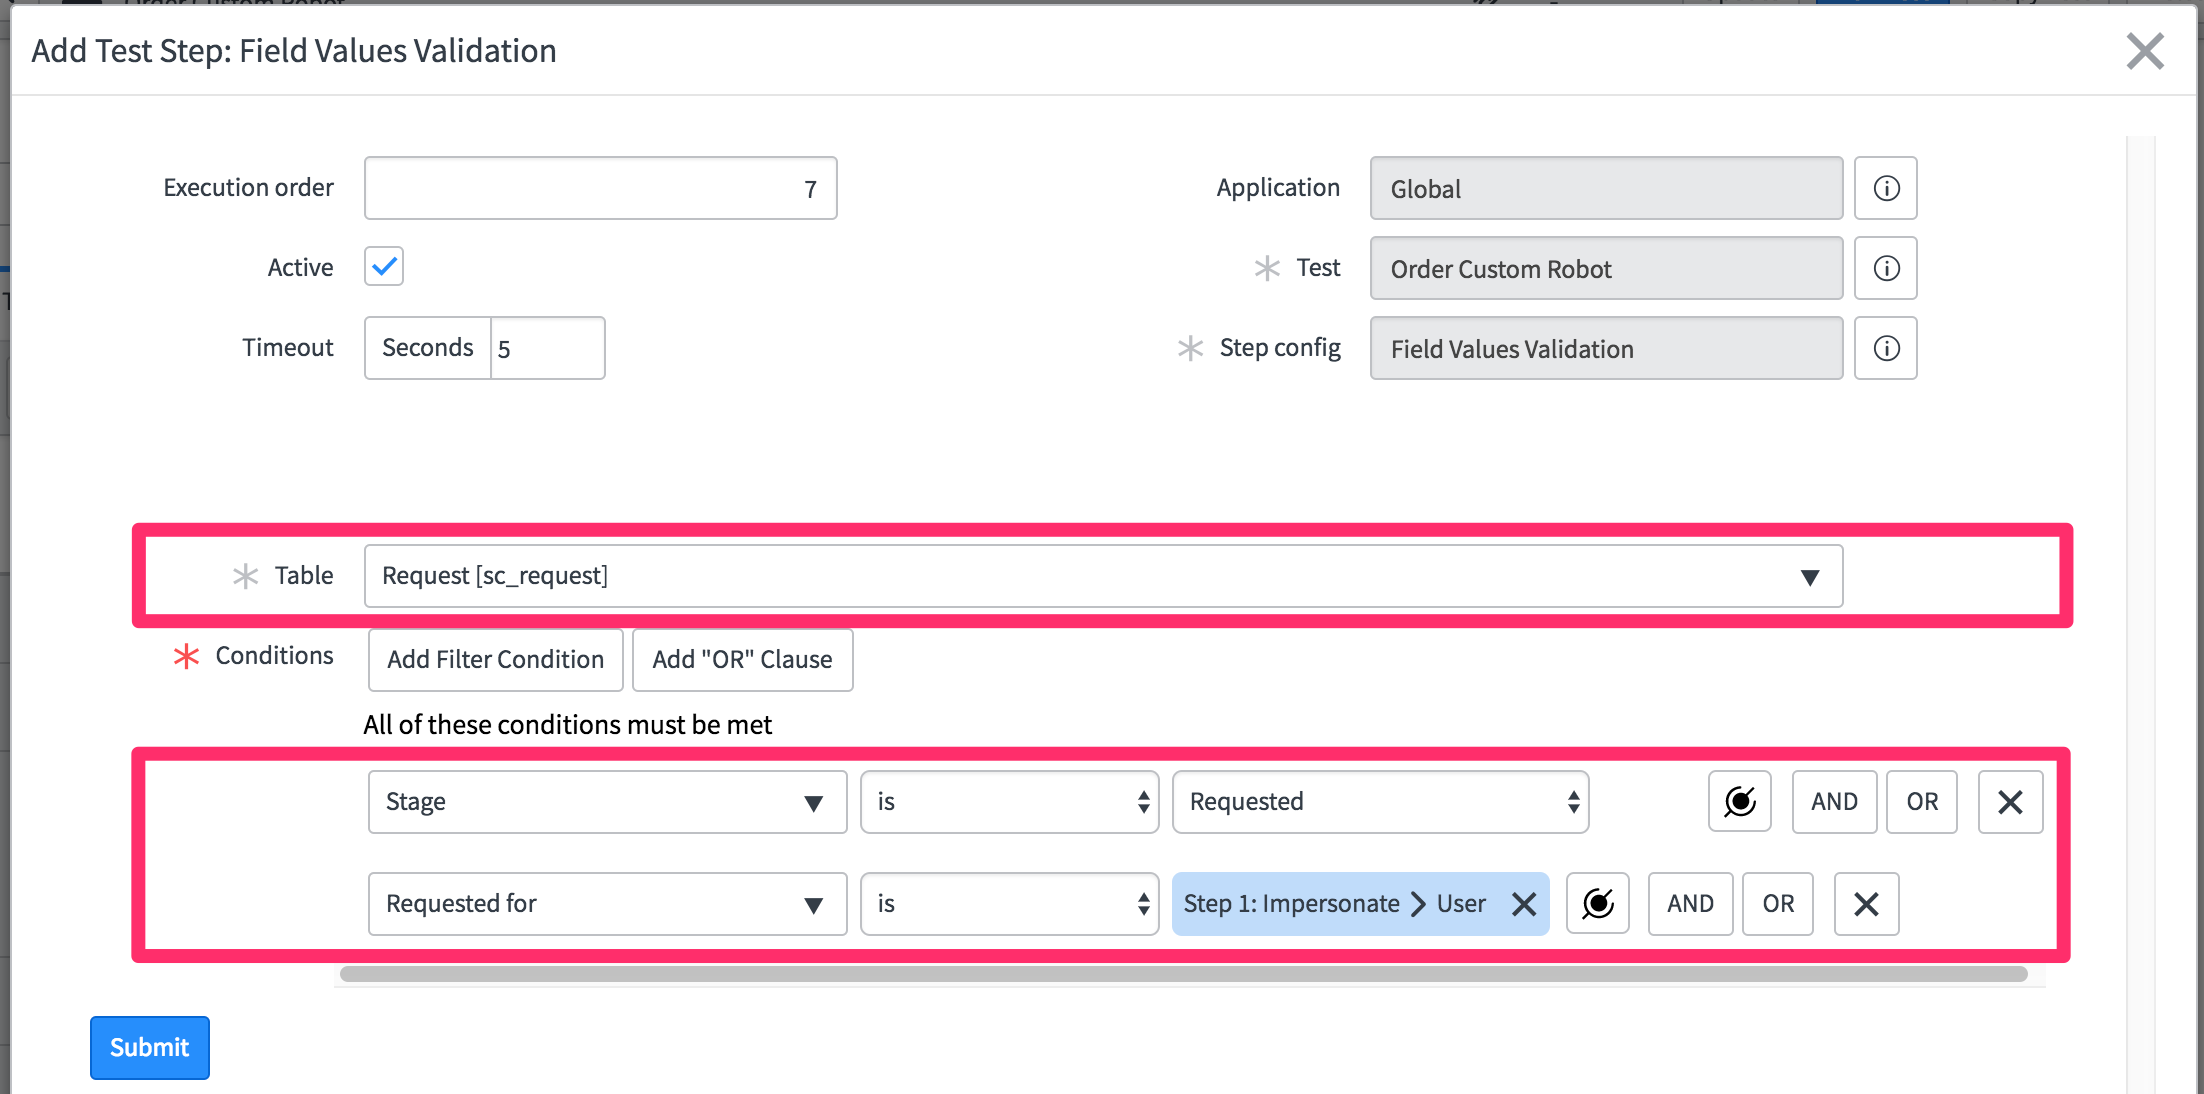 Add Test Step: Field Values Validation
Execution order 7 Application Global
Active Test Order Custom Robot
Timeout Seconds 5 Step config Field Values Validation
Table Request [sc_request]
Conditions Add Filter Condition Add "OR" Clause
All of these conditions must be met
Stage is Requested AND OR
Requested for is Step 1: Impersonate > User AND OR
Submit